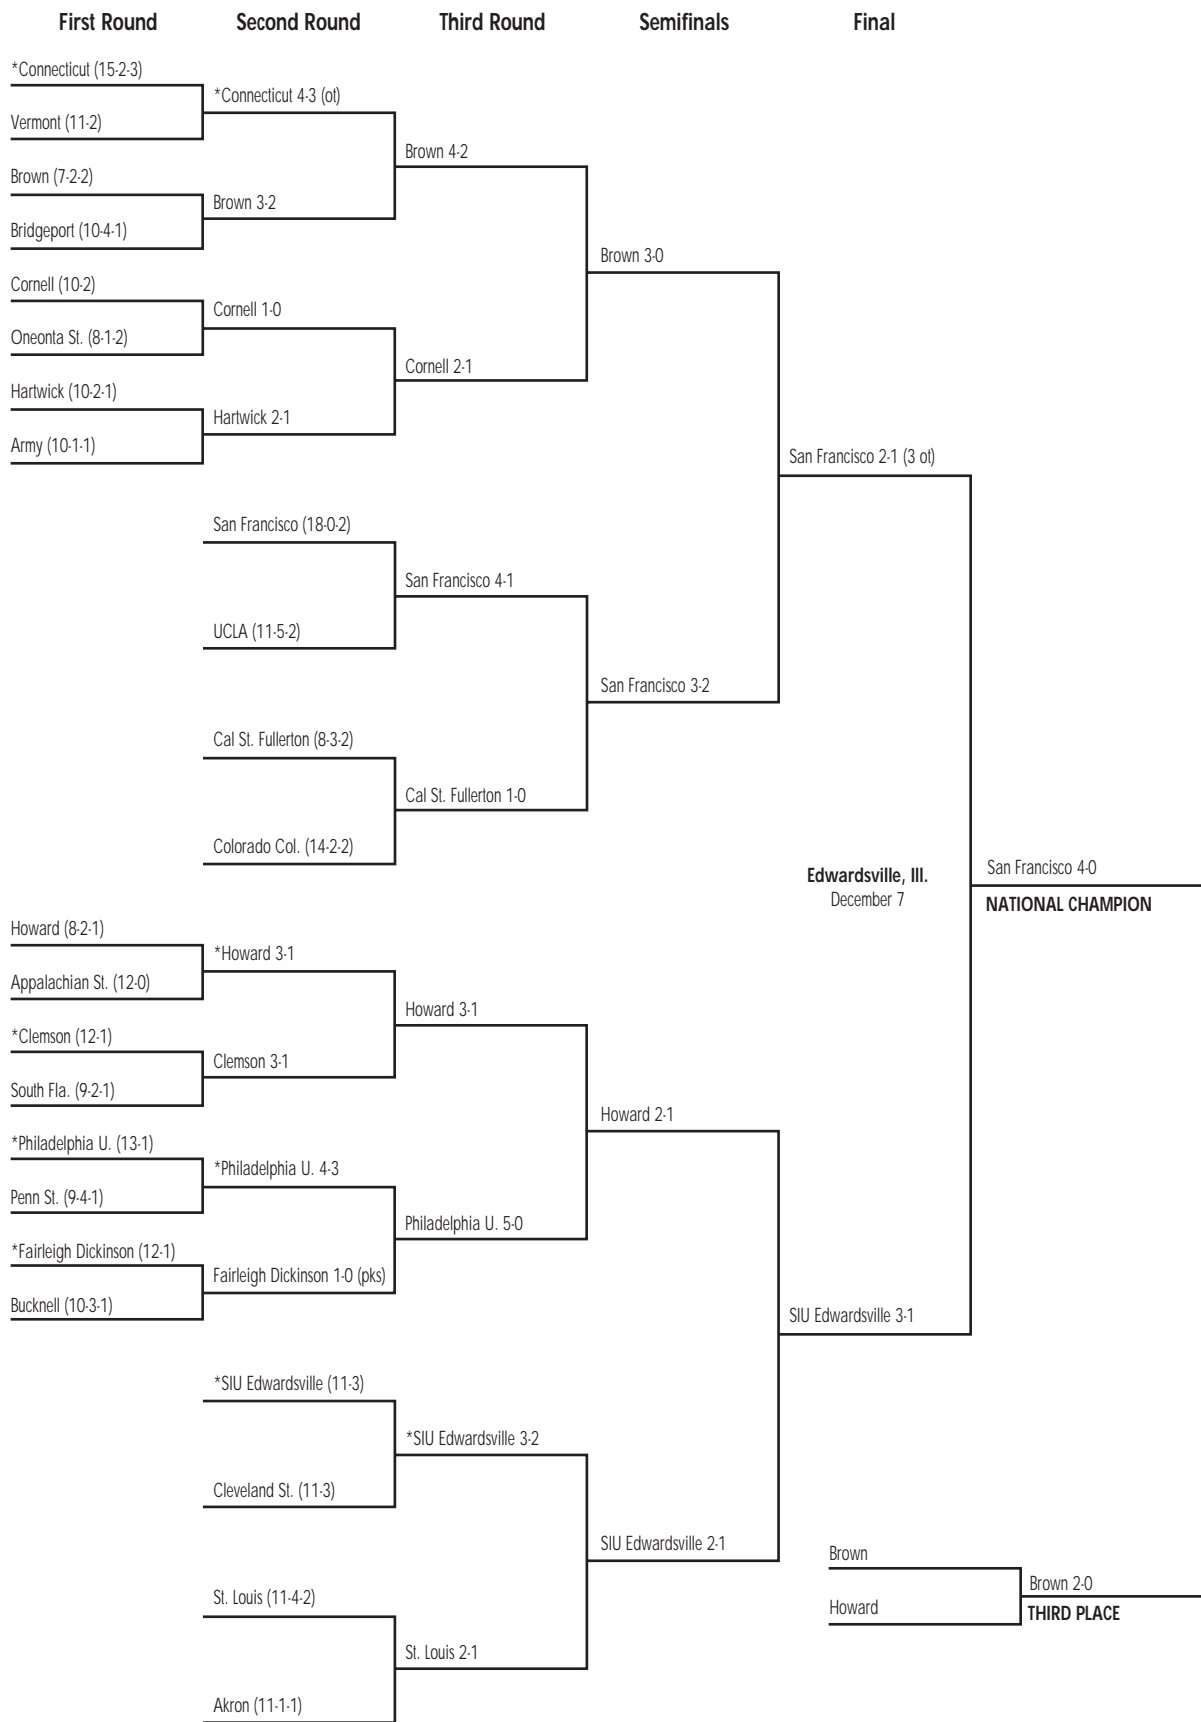 First Round
Second Round
Third Round
Semifinals
Final
*Connecticut (15-2-3)
Vermont (11-2)
Brown (7-2-2)
Bridgeport (10-4-1)
Cornell (10-2)
Oneonta St. (8-1-2)
Hartwick (10-2-1)
Army (10-1-1)
*Connecticut 4-3 (ot)
Brown 3-2
Cornell 1-0
Hartwick 2-1
San Francisco (18-0-2)
UCLA (11-5-2)
Cal St. Fullerton (8-3-2)
Colorado Col. (14-2-2)
Brown 4-2
Cornell 2-1
San Francisco 4-1
Cal St. Fullerton 1-0
Brown 3-0
San Francisco 3-2
San Francisco 2-1 (3 ot)
Howard (8-2-1)
Appalachian St. (12-0)
*Clemson (12-1)
South Fla. (9-2-1)
*Philadelphia U. (13-1)
Penn St. (9-4-1)
*Fairleigh Dickinson (12-1)
Bucknell (10-3-1)
*Howard 3-1
Clemson 3-1
*Philadelphia U. 4-3
Fairleigh Dickinson 1-0 (pks)
*SIU Edwardsville (11-3)
Cleveland St. (11-3)
St. Louis (11-4-2)
Akron (11-1-1)
Howard 3-1
Philadelphia U. 5-0
*SIU Edwardsville 3-2
St. Louis 2-1
Howard 2-1
SIU Edwardsville 2-1
SIU Edwardsville 3-1
Edwardsville, Ill.
December 7
San Francisco 4-0
NATIONAL CHAMPION
Brown
Howard
Brown 2-0
THIRD PLACE